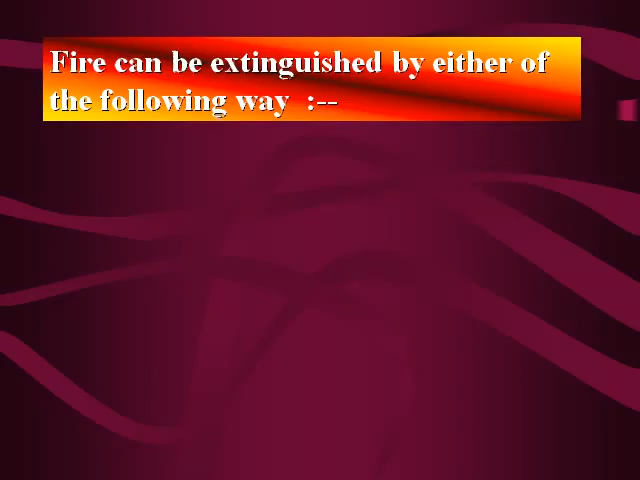 Fire can be extinguished by either of
the following way  :--